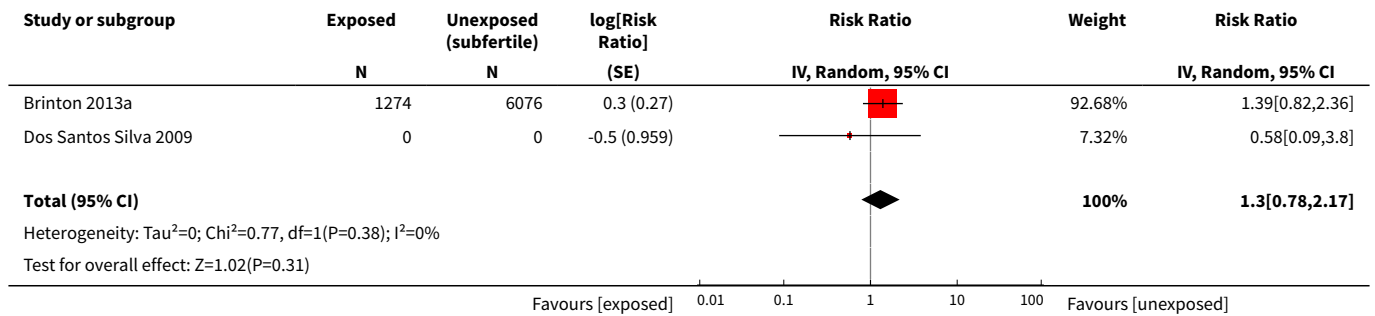 Study or subgroup Exposed Unexposed (subfertile) log[Risk Ratio] Risk Ratio Weight Risk Ratio
N N (SE) IV, Random, 95% CI IV, Random, 95% CI
Brinton 2013a 1274 6076 0.3 (0.27) 92.68% 1.39[0.82,2.36]
Dos Santos Silva 2009 0 0 -0.5 (0.959) 7.32% 0.58[0.09,3.8]
Total (95% CI) 100% 1.3[0.78,2.17]
Heterogeneity: Tau²=0; Chi²=0.77, df=1(P=0.38); I²=0%
Test for overall effect: Z=1.02(P=0.31)
Favours [exposed] 0.01 0.1 1 10 100 Favours [unexposed]